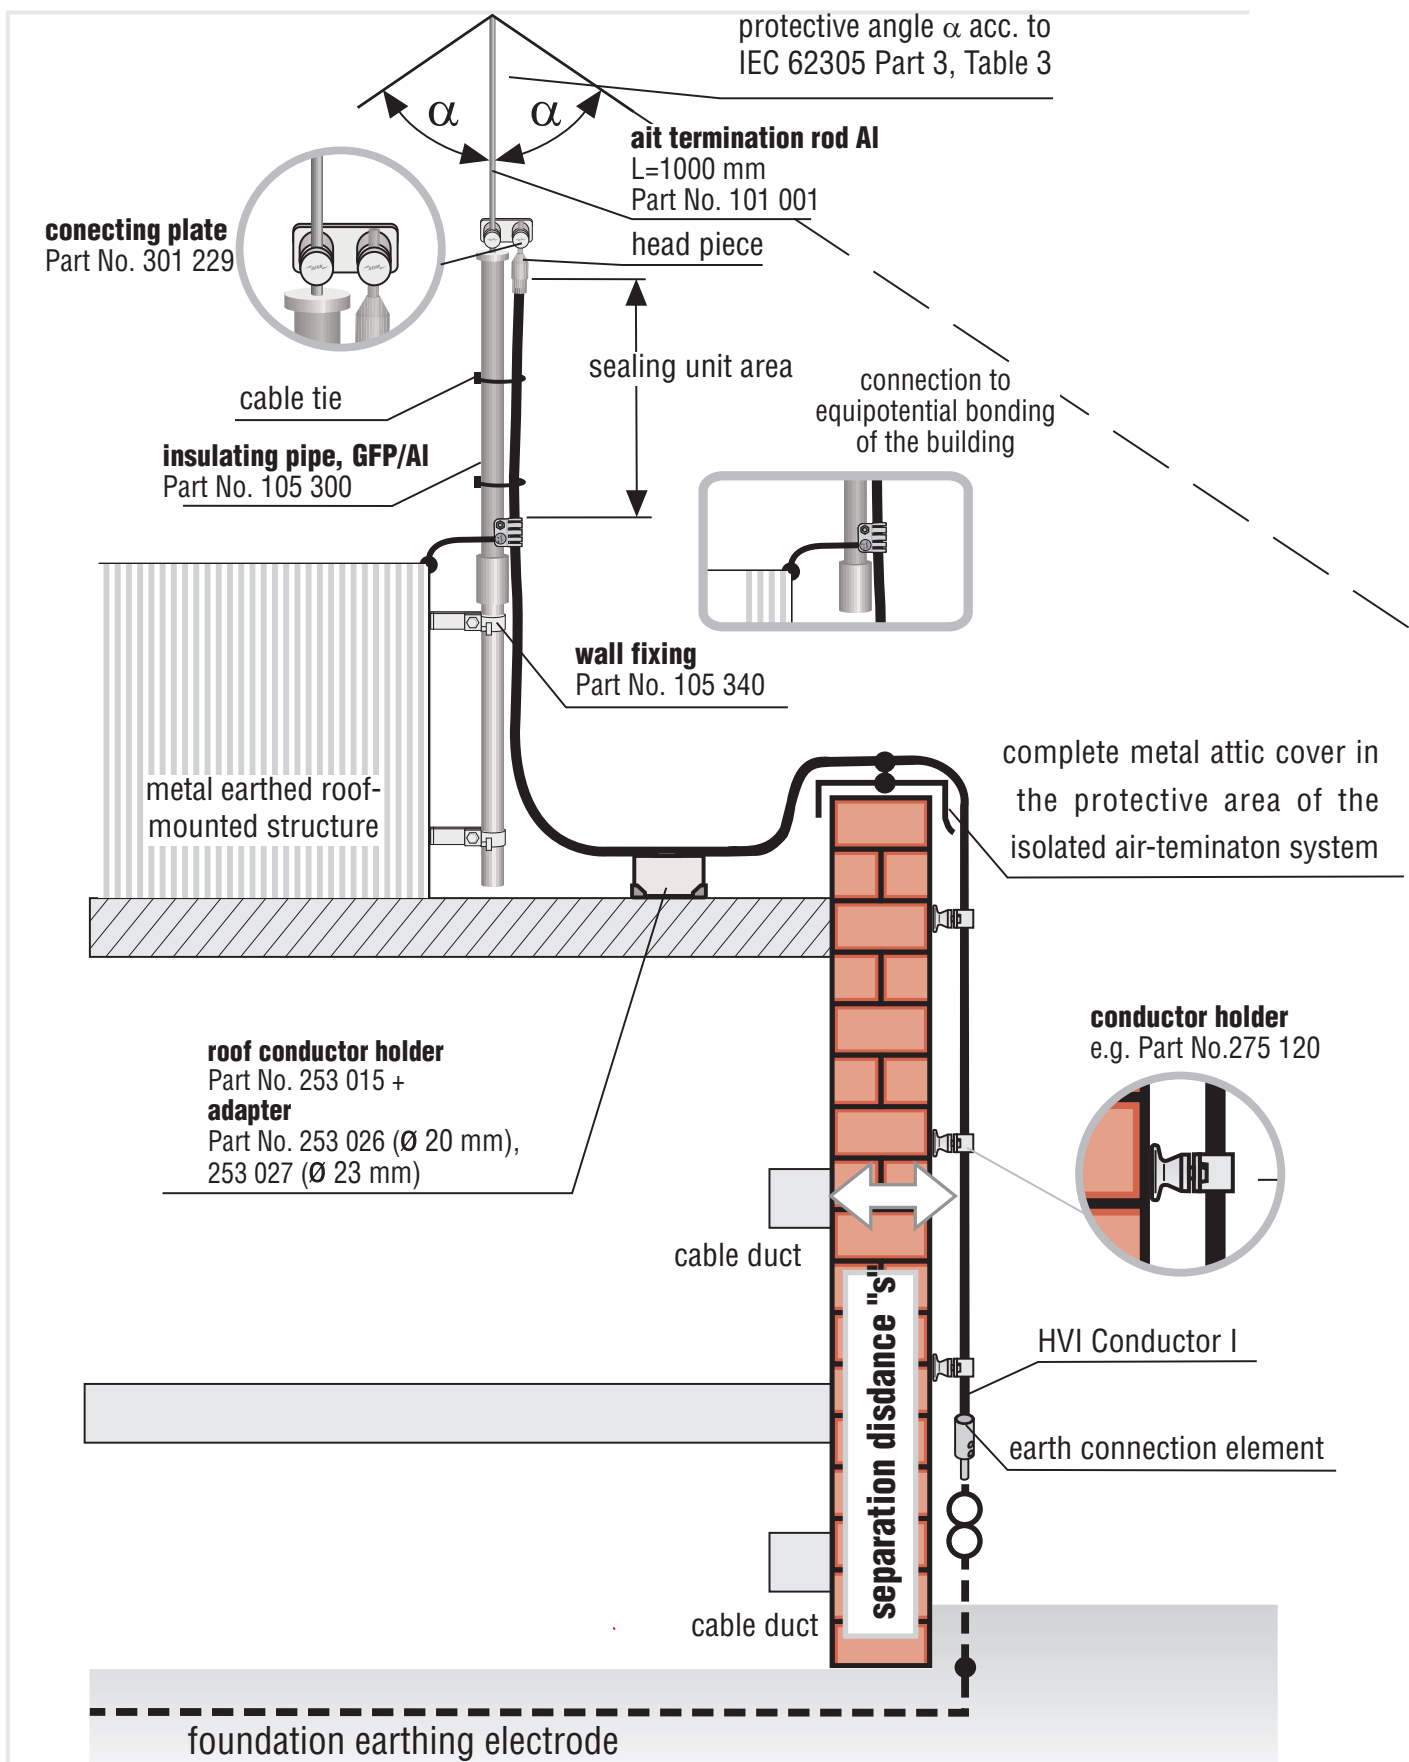 protective angle α acc. to
IEC 62305 Part 3, Table 3
α
α
ait termination rod Al
L=1000 mm
Part No. 101 001
conecting plate
Part No. 301 229
head piece
sealing unit area
cable tie
connection to
equipotential bonding
of the building
insulating pipe, GFP/Al
Part No. 105 300
wall fixing
Part No. 105 340
metal earthed roof-
mounted structure
complete metal attic cover in
the protective area of the
isolated air-teminaton system
roof conductor holder
Part No. 253 015 +
adapter
Part No. 253 026 (Ø 20 mm),
253 027 (Ø 23 mm)
conductor holder
e.g. Part No.275 120
cable duct
separation disdance "s"
HVI Conductor I
earth connection element
cable duct
foundation earthing electrode